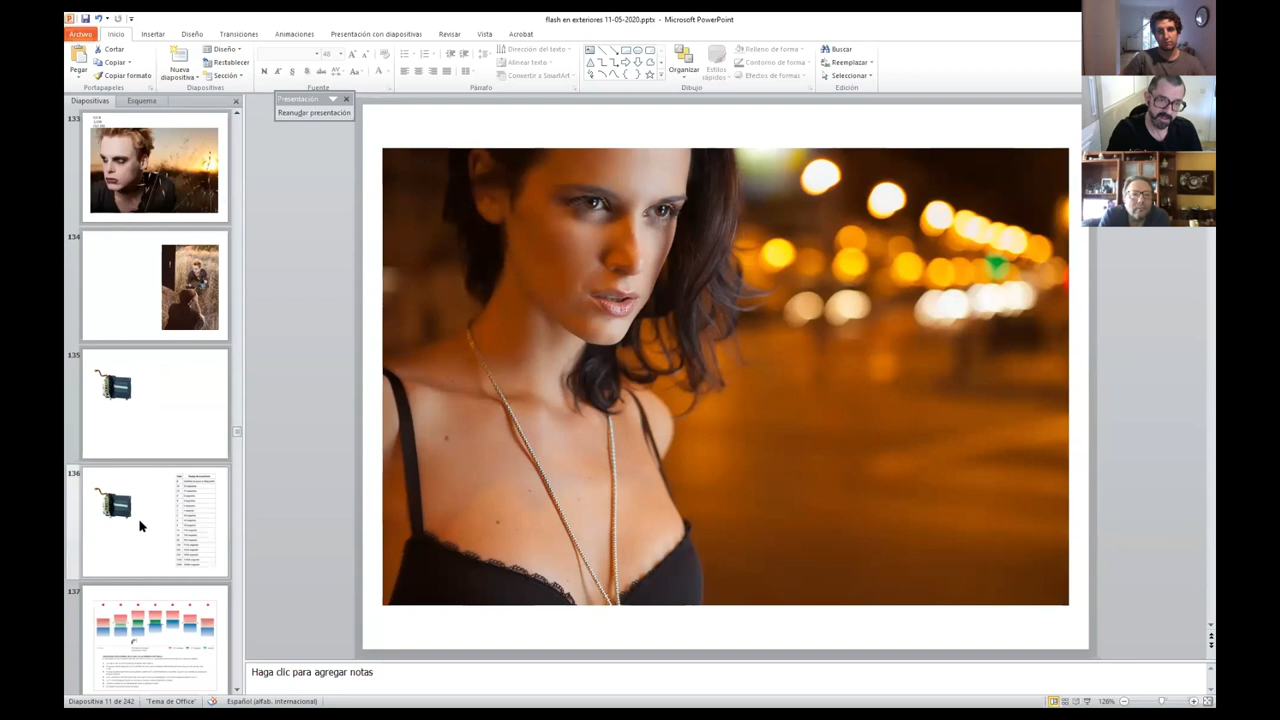 flash en exteriores 11-05-2020.pptx - Microsoft PowerPoint
Archivo Inicio Insertar Diseño Transiciones Animaciones Presentación con diapositivas Revisar Vista Acrobat
Cortar
Copiar
Copiar formato
Pegar
Portapapeles
Nueva diapositiva
Diseño
Restablecer
Sección
Diapositivas
48
Fuente
Párrafo
Dirección del texto
Alinear texto
Convertir a SmartArt
Organizar
Estilos rápidos
Relleno de forma
Contorno de forma
Efectos de formas
Dibujo
Buscar
Reemplazar
Seleccionar
Edición
Diapositivas Esquema
Presentación
Reanudar presentación
133
134
135
136
137
Haga clic para agregar notas
Diapositiva 11 de 242 "Tema de Office" Español (alfab. internacional) 126%